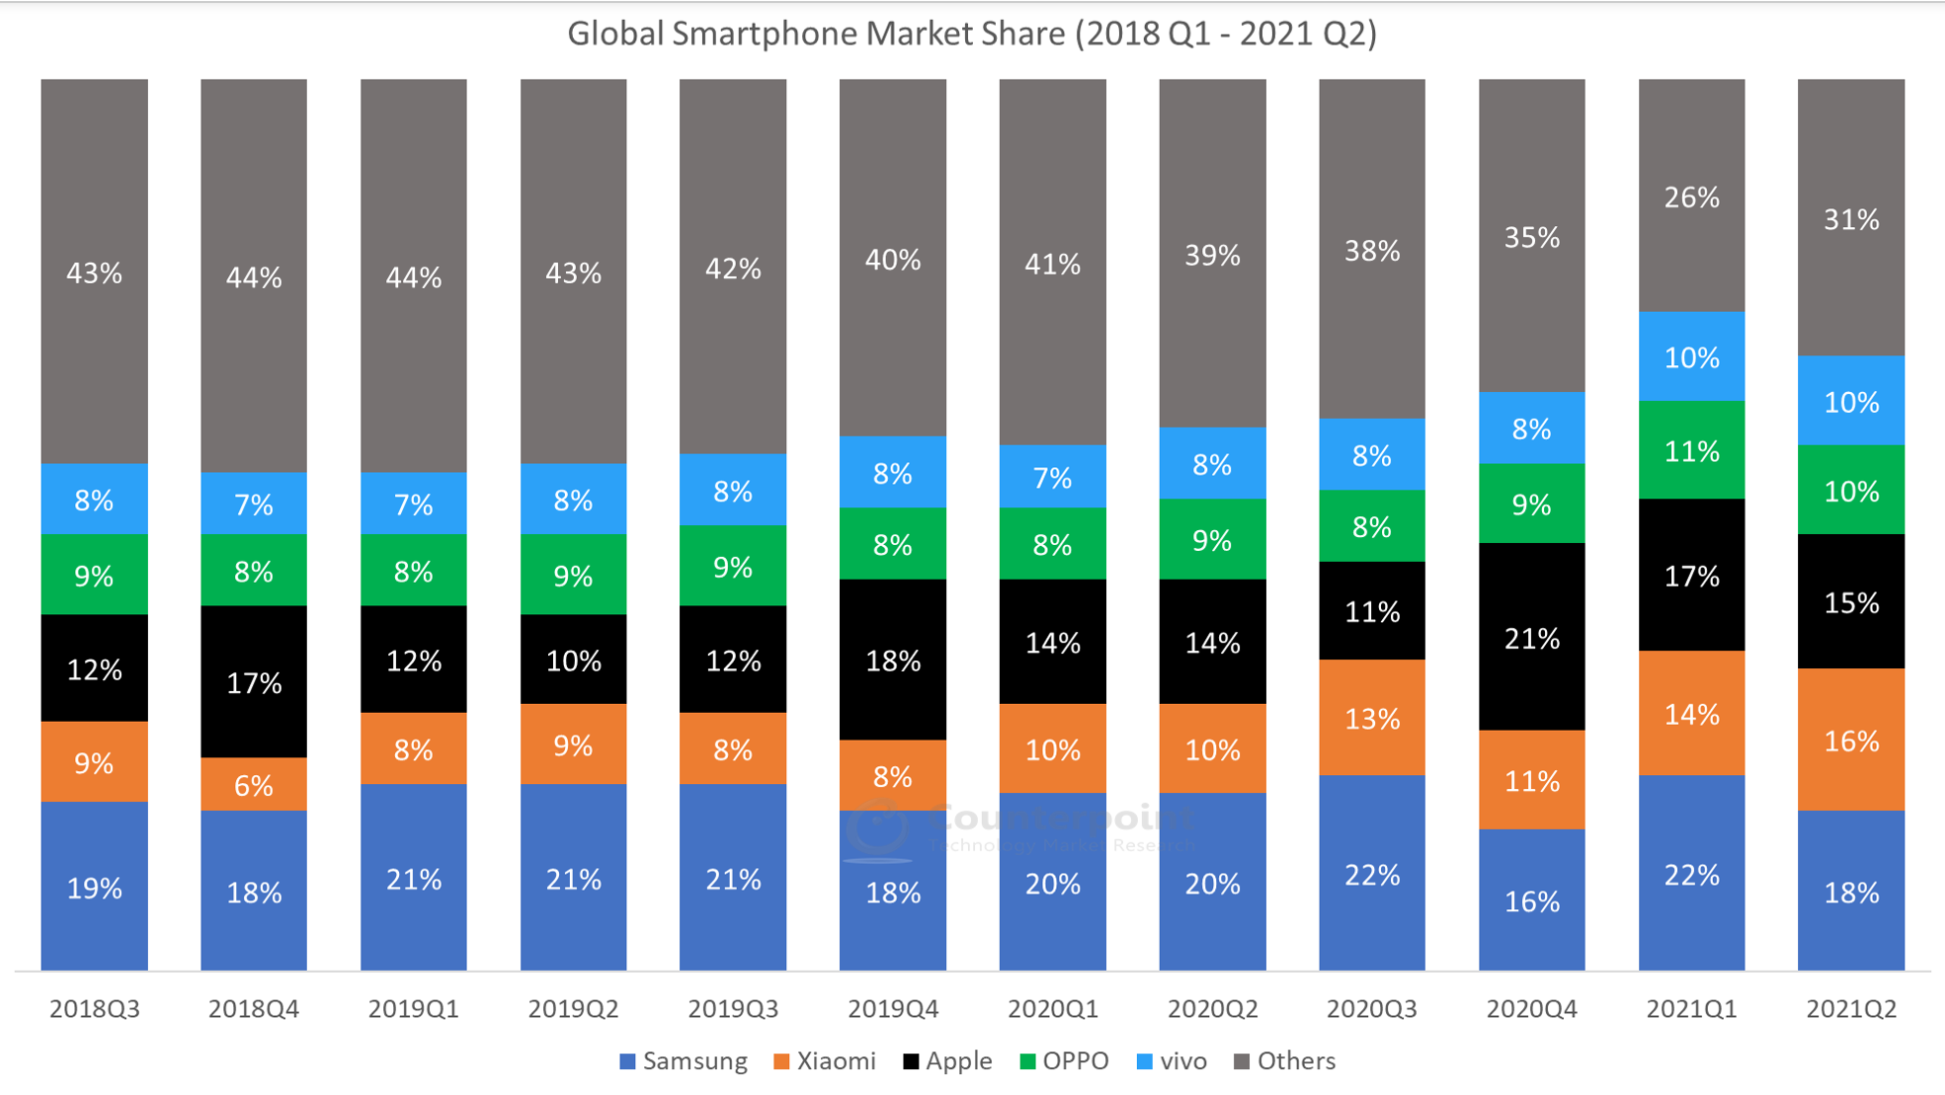 Global Smartphone Market Share (2018 Q1 - 2021 Q2)
43% 44% 44% 43% 42% 40% 41% 39% 38% 35% 26% 31%
8% 7% 7% 8% 8% 8% 7% 8% 8% 8% 10% 10%
9% 8% 8% 9% 9% 8% 8% 9% 8% 9% 11% 10%
12% 17% 12% 10% 12% 18% 14% 14% 11% 21% 17% 15%
9% 6% 8% 9% 8% 8% 10% 10% 13% 11% 14% 16%
Counterpoint
Technology Market Research
19% 18% 21% 21% 21% 18% 20% 20% 22% 16% 22% 18%
2018Q3 2018Q4 2019Q1 2019Q2 2019Q3 2019Q4 2020Q1 2020Q2 2020Q3 2020Q4 2021Q1 2021Q2
Samsung Xiaomi Apple OPPO vivo Others